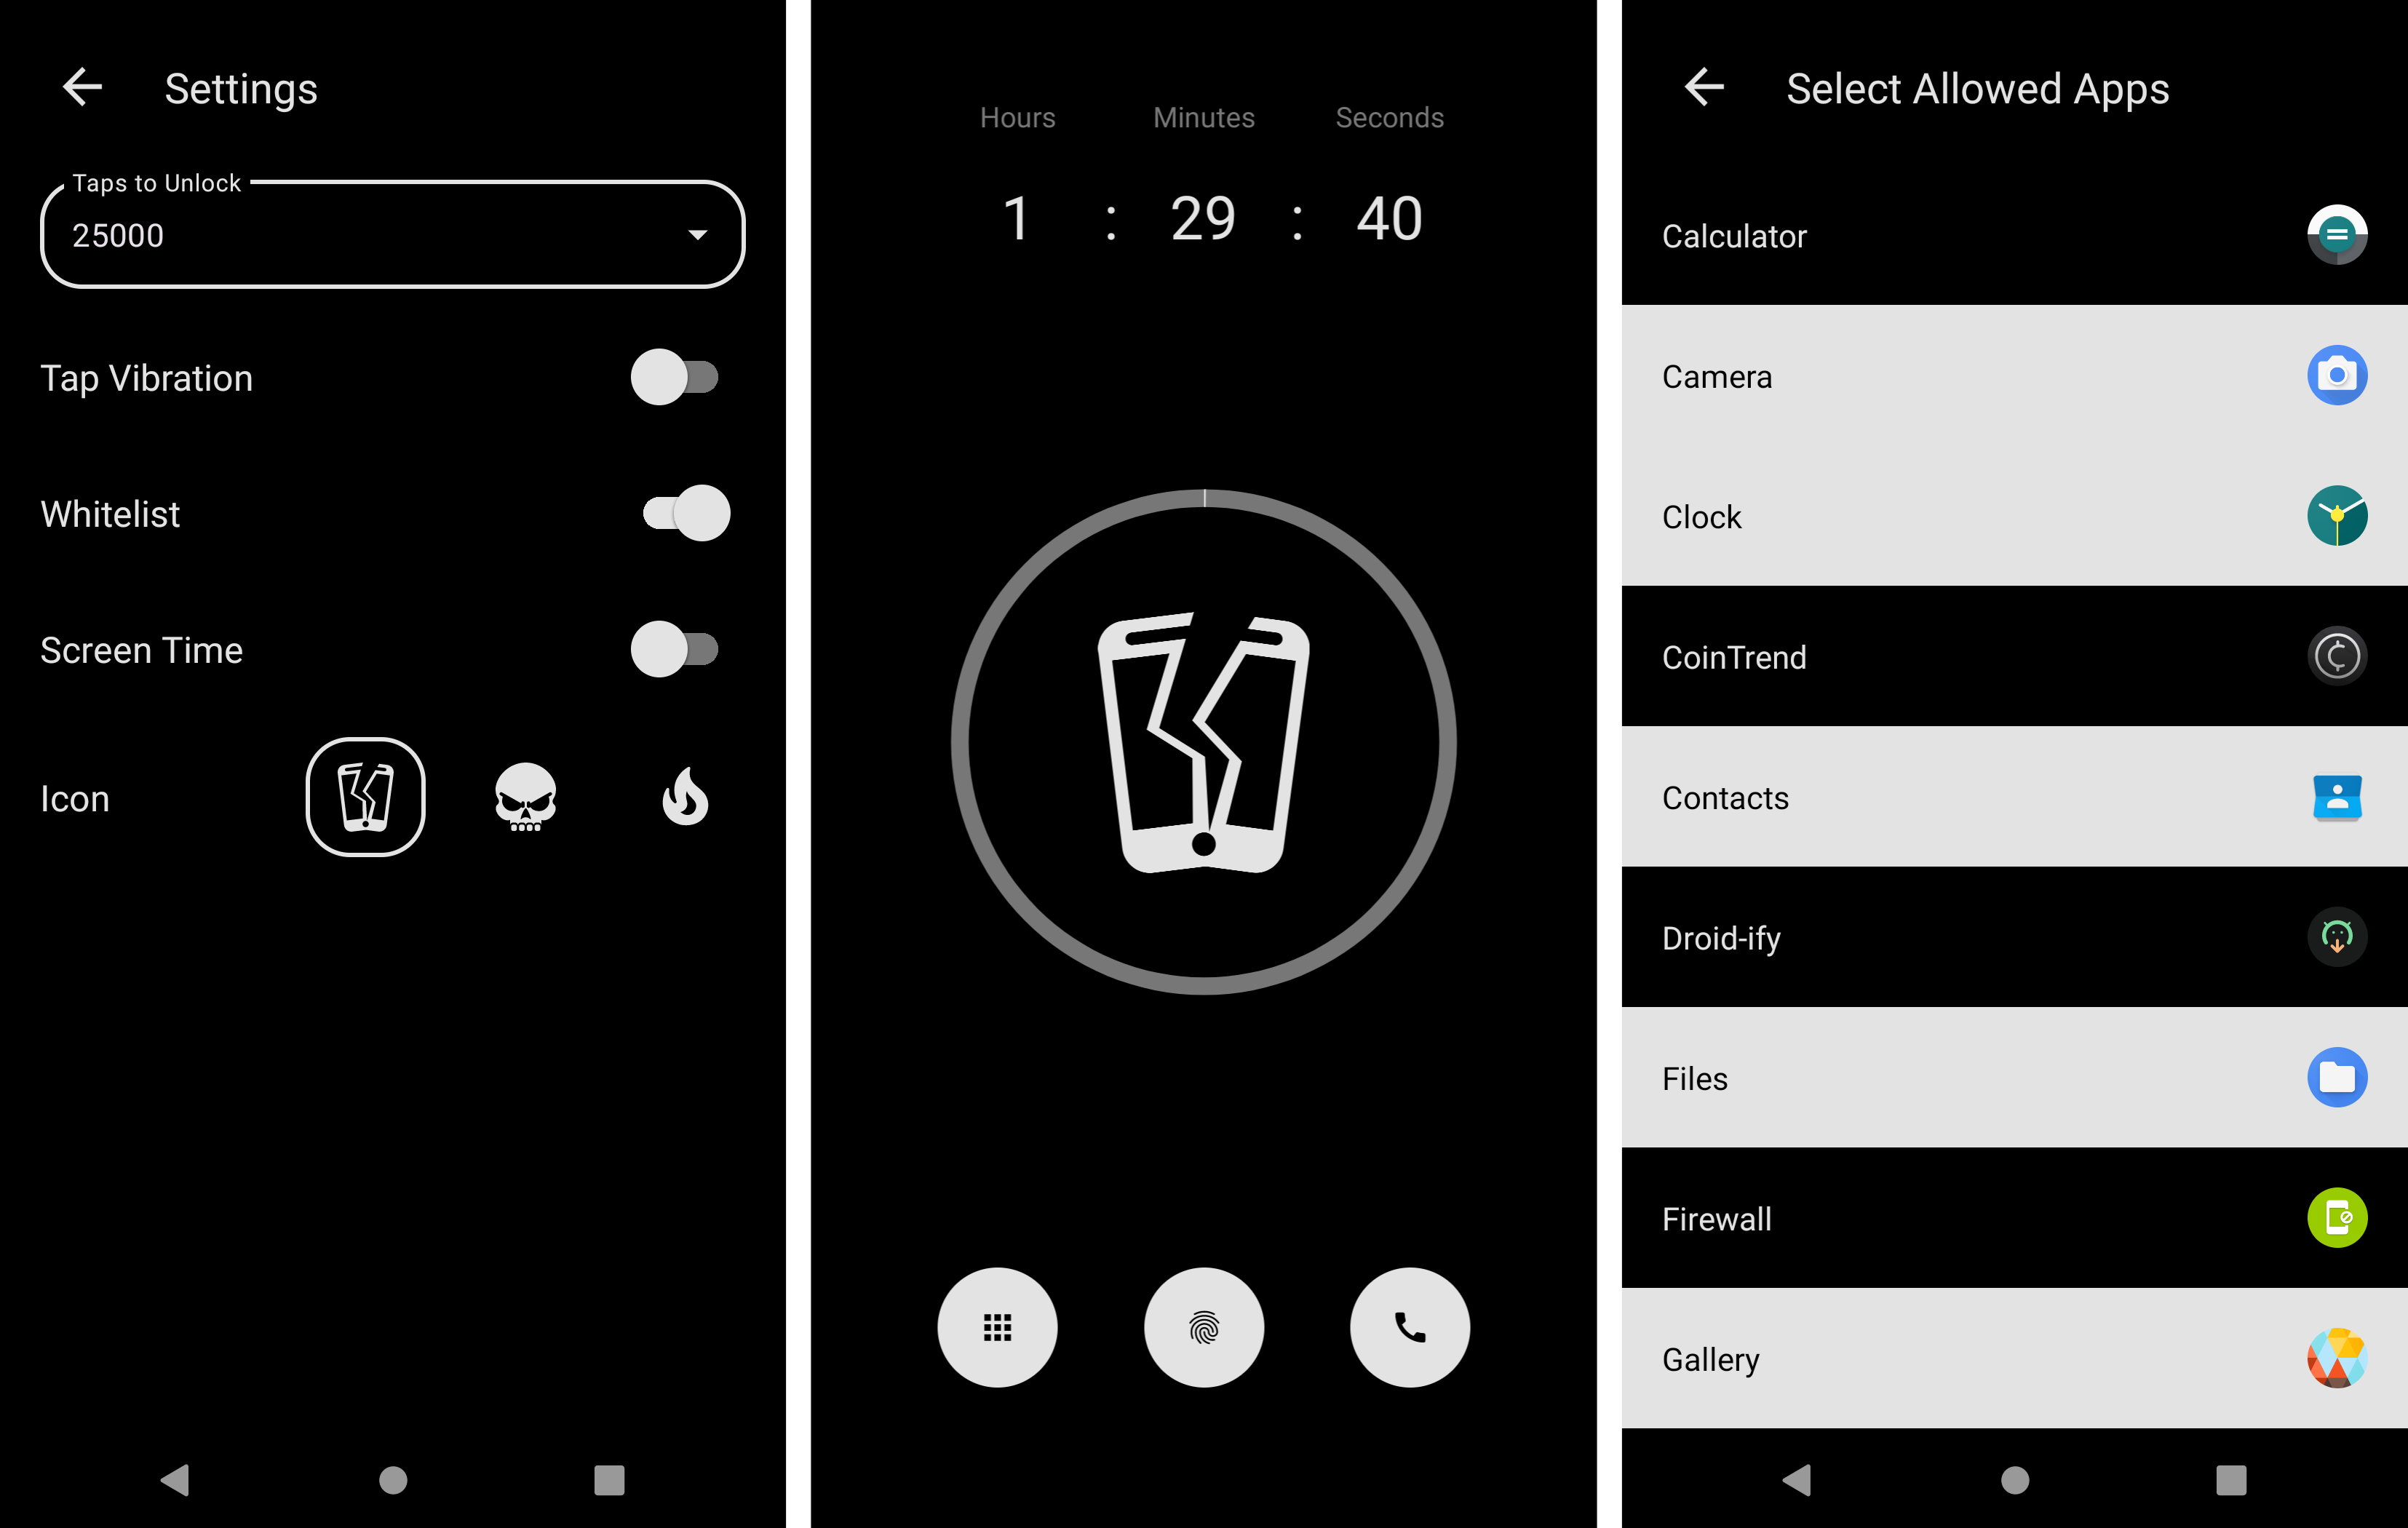 Settings
Taps to Unlock
25000
Tap Vibration
Whitelist
Screen Time
Icon
Hours Minutes Seconds
1 : 29 : 40
Select Allowed Apps
Calculator
Camera
Clock
CoinTrend
Contacts
Droid-ify
Files
Firewall
Gallery